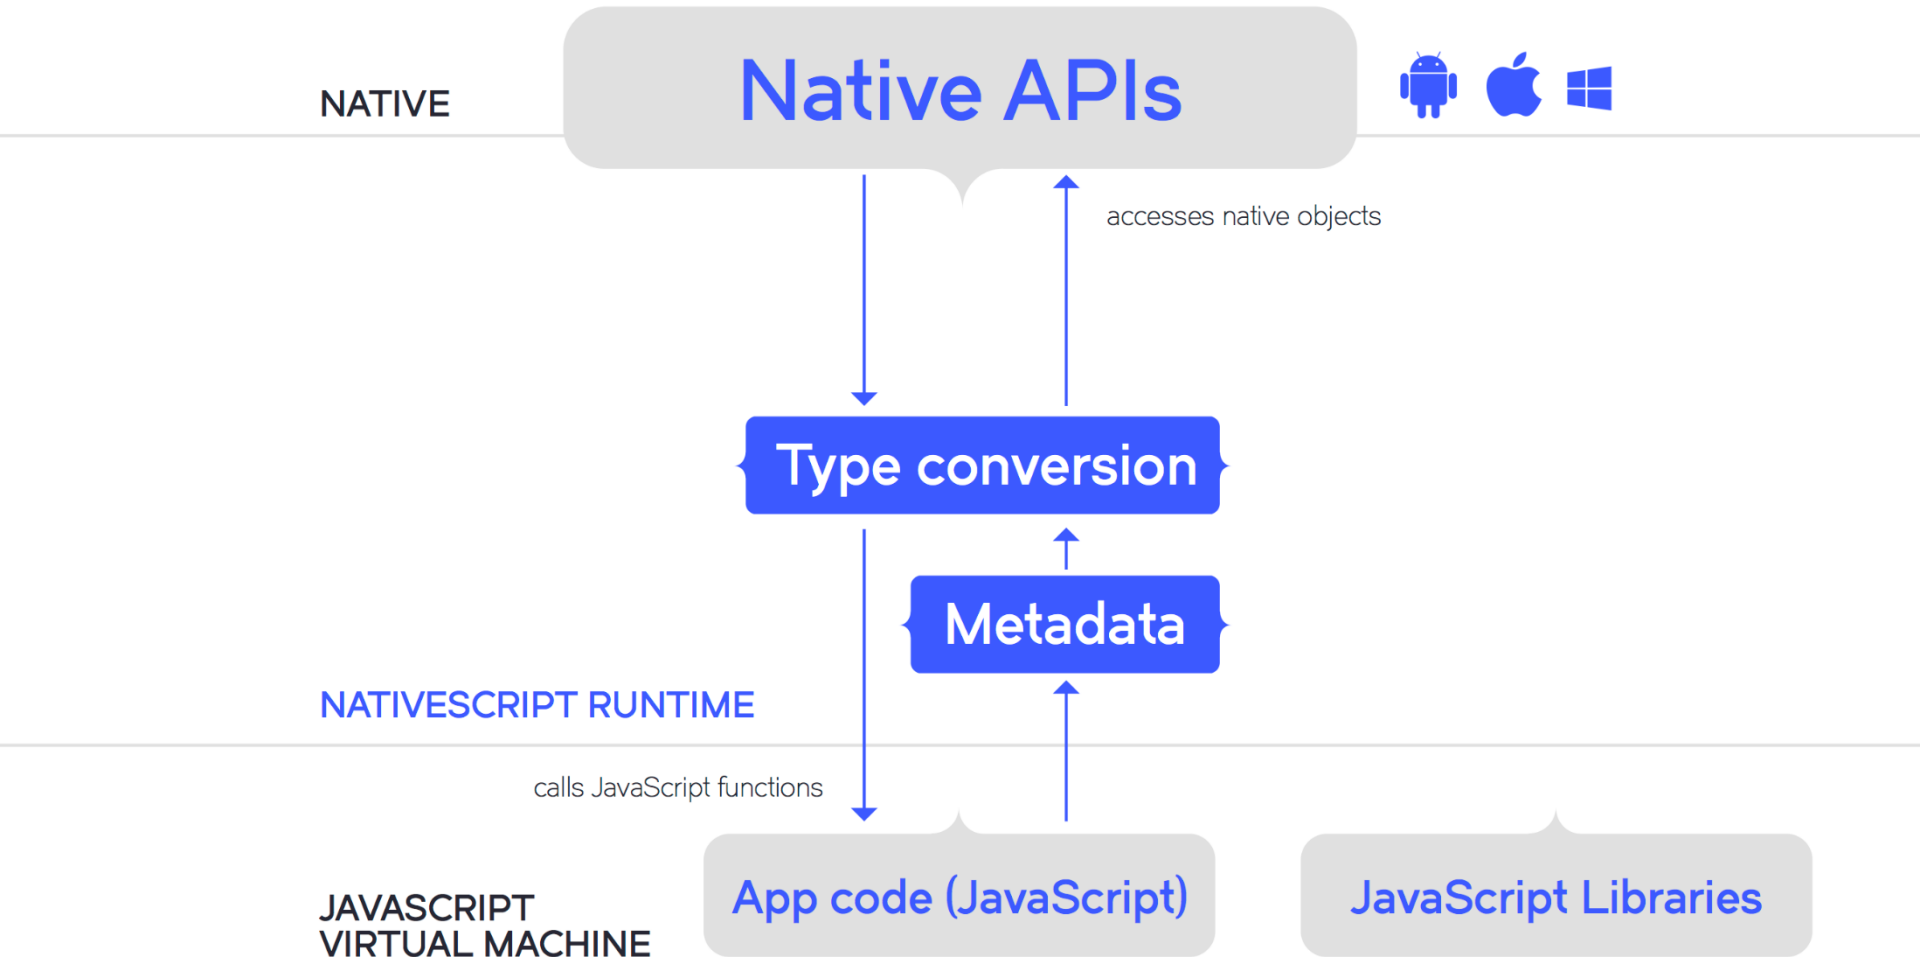 Native APIs
NATIVE
accesses native objects
Type conversion
Metadata
NATIVESCRIPT RUNTIME
calls JavaScript functions
App code (JavaScript)
JavaScript Libraries
JAVASCRIPT
VIRTUAL MACHINE